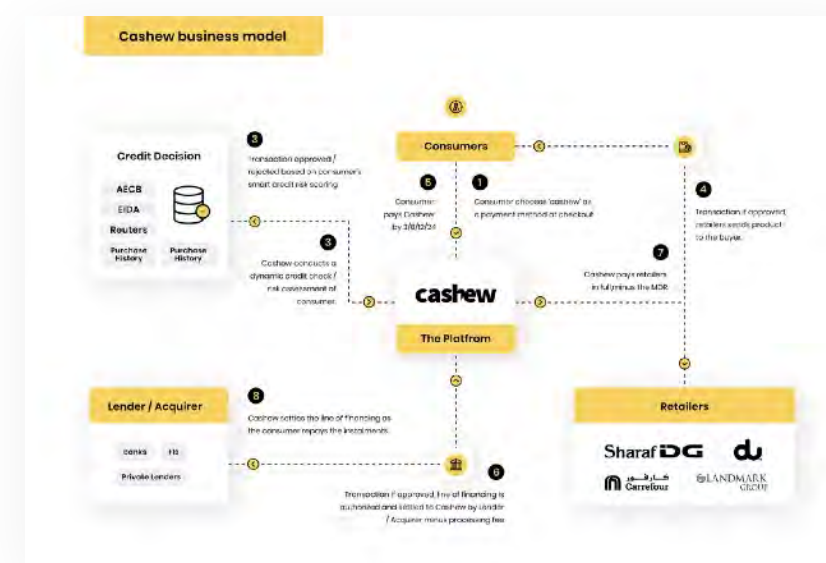 Cashew business model
Consumers
Credit Decision
AECB
EIDA
Routers
Purchase
History
Purchase
History
3
Transaction approved /
rejected based on consumer's
smart credit risk scoring
3
Cashew conducts a
dynamic credit check /
risk assessment of
consumer.
5
Consumer
pays Cashew
by 3/6/12/24
1
Consumer chooses 'cashew' as
a payment method at checkout
4
Transaction if approved,
retailers sends product
to the buyer.
7
Cashew pays retailers
in full minus the MDR
cashew
The Platfrom
Lender / Acquirer
Banks
FIs
Private Lenders
8
Cashew settles the line of financing as
the consumer repays the instalments.
6
Transaction if approved, line of financing is
authorized and settled to Cashew by Lender
/ Acquirer minus processing fee
Retailers
Sharaf DG
du
كارفور
Carrefour
LANDMARK
GROUP